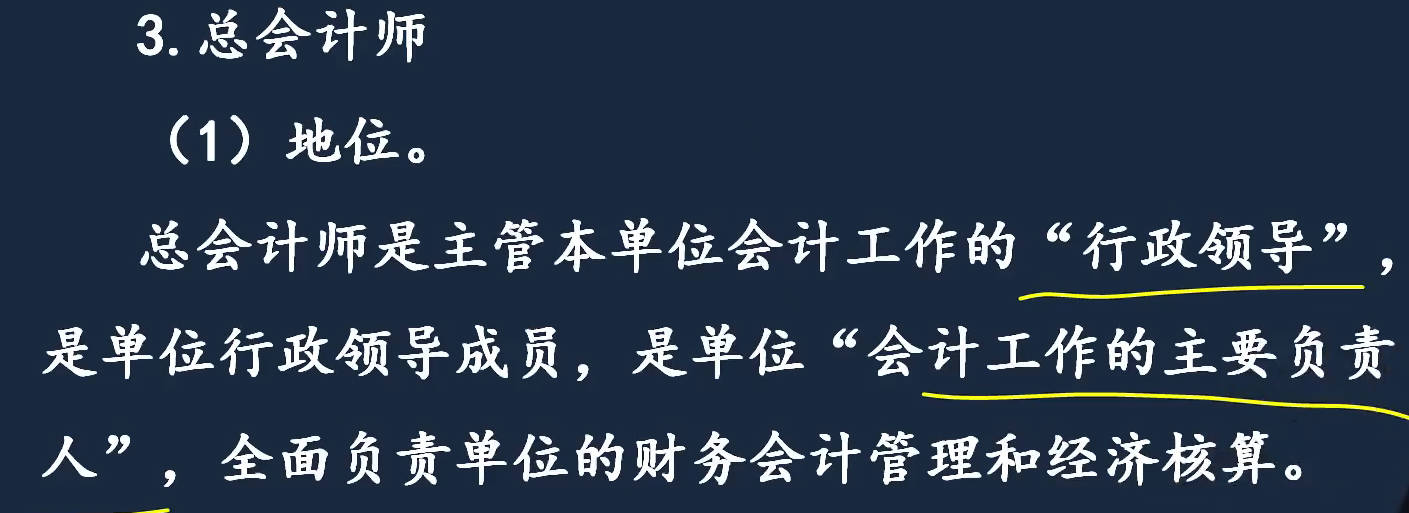 3.总会计师
（1）地位。
总会计师是主管本单位会计工作的“行政领导”，
是单位行政领导成员，是单位“会计工作的主要负责
人”，全面负责单位的财务会计管理和经济核算。